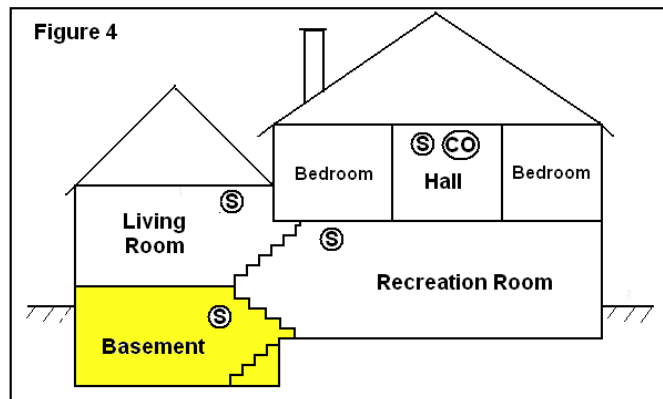 Figure 4
S CO
Bedroom Hall Bedroom
S
Living
Room
S
Recreation Room
S
Basement